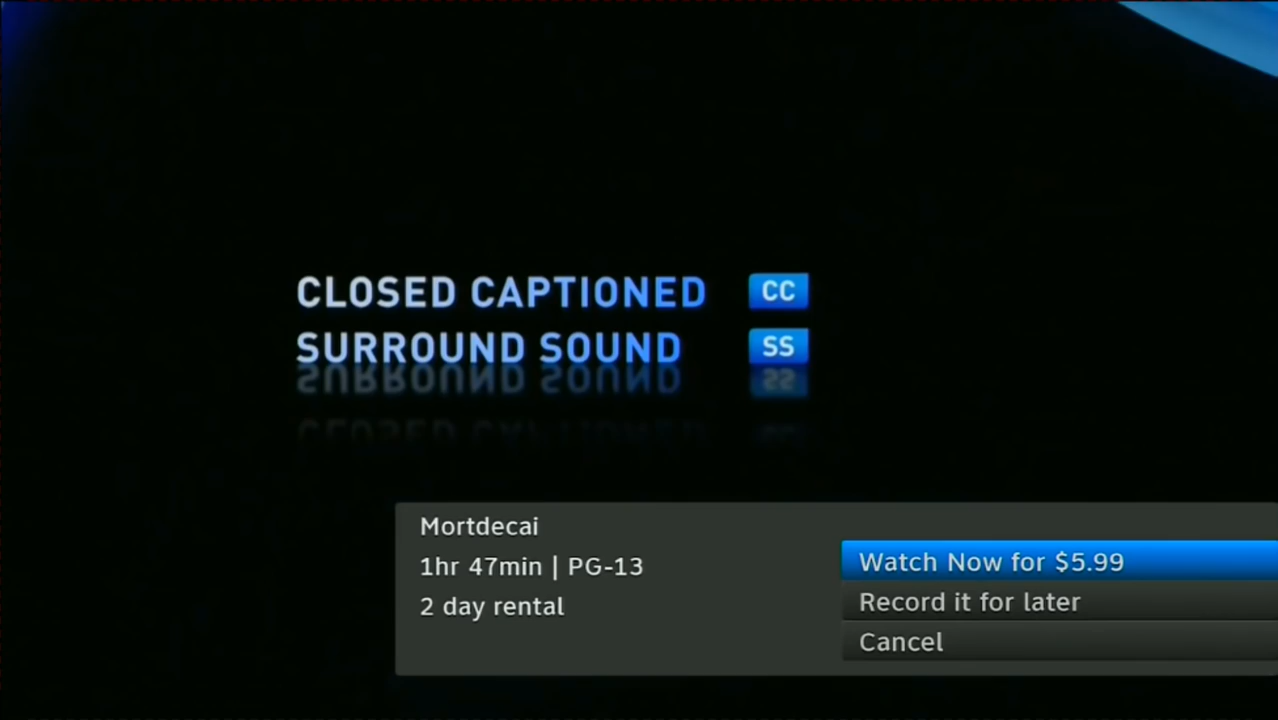 CLOSED CAPTIONED CC
SURROUND SOUND SS
Mortdecai
1hr 47min | PG-13
2 day rental
Watch Now for $5.99
Record it for later
Cancel